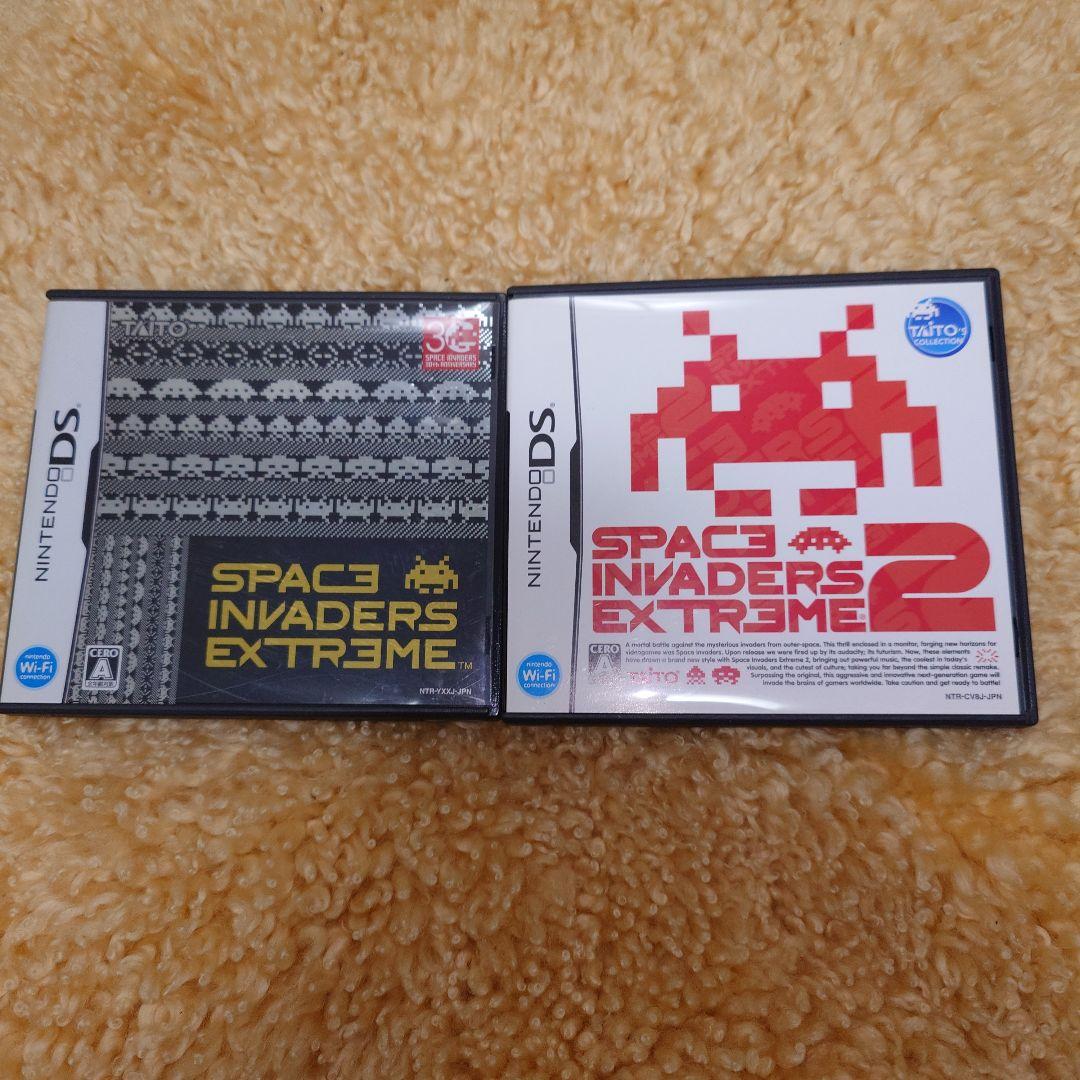 NINTENDO DS
TAITO
30
SPACE INVADERS
30TH ANNIVERSARY
SPACE
INVADERS
EXTREME™
CERO
A
Nintendo
Wi-Fi
connection
NTR-YXXJ-JPN
NINTENDO DS
TAITO's
COLLECTION
SPACE
INVADERS
EXTREME® 2
A mortal battle against the mysterious invaders from outer-space. This thrill enclosed in a monitor, forging new horizons for
videogames was Space Invaders. Upon release we were fired up by its audacity; its futurism. Now, these elements
have drawn a brand new style with Space Invaders Extreme 2, bringing out powerful music, the coolest in today's
visuals, and the cutest of culture; taking you far beyond the simple classic remix.
Surpassing the original, this aggressive and innovative next-generation game will
invade the brains of gamers worldwide. Take caution and get ready to battle!
CERO
A
TAITO
Nintendo
Wi-Fi
connection
NTR-CV8J-JPN